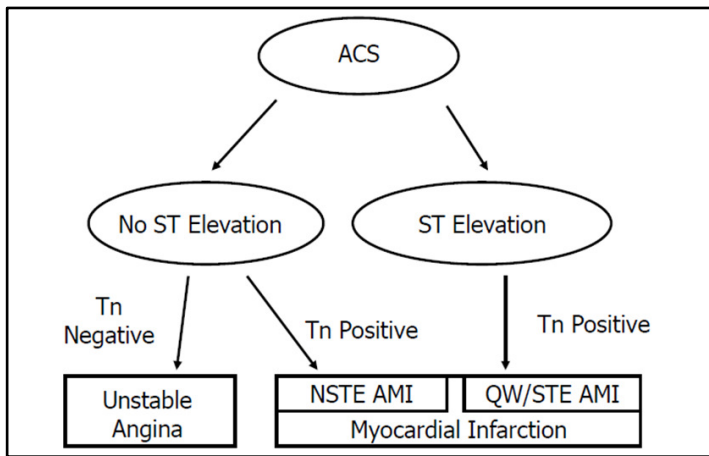 ACS
No ST Elevation
ST Elevation
Tn
Negative
Tn Positive
Tn Positive
Unstable
Angina
NSTE AMI
QW/STE AMI
Myocardial Infarction